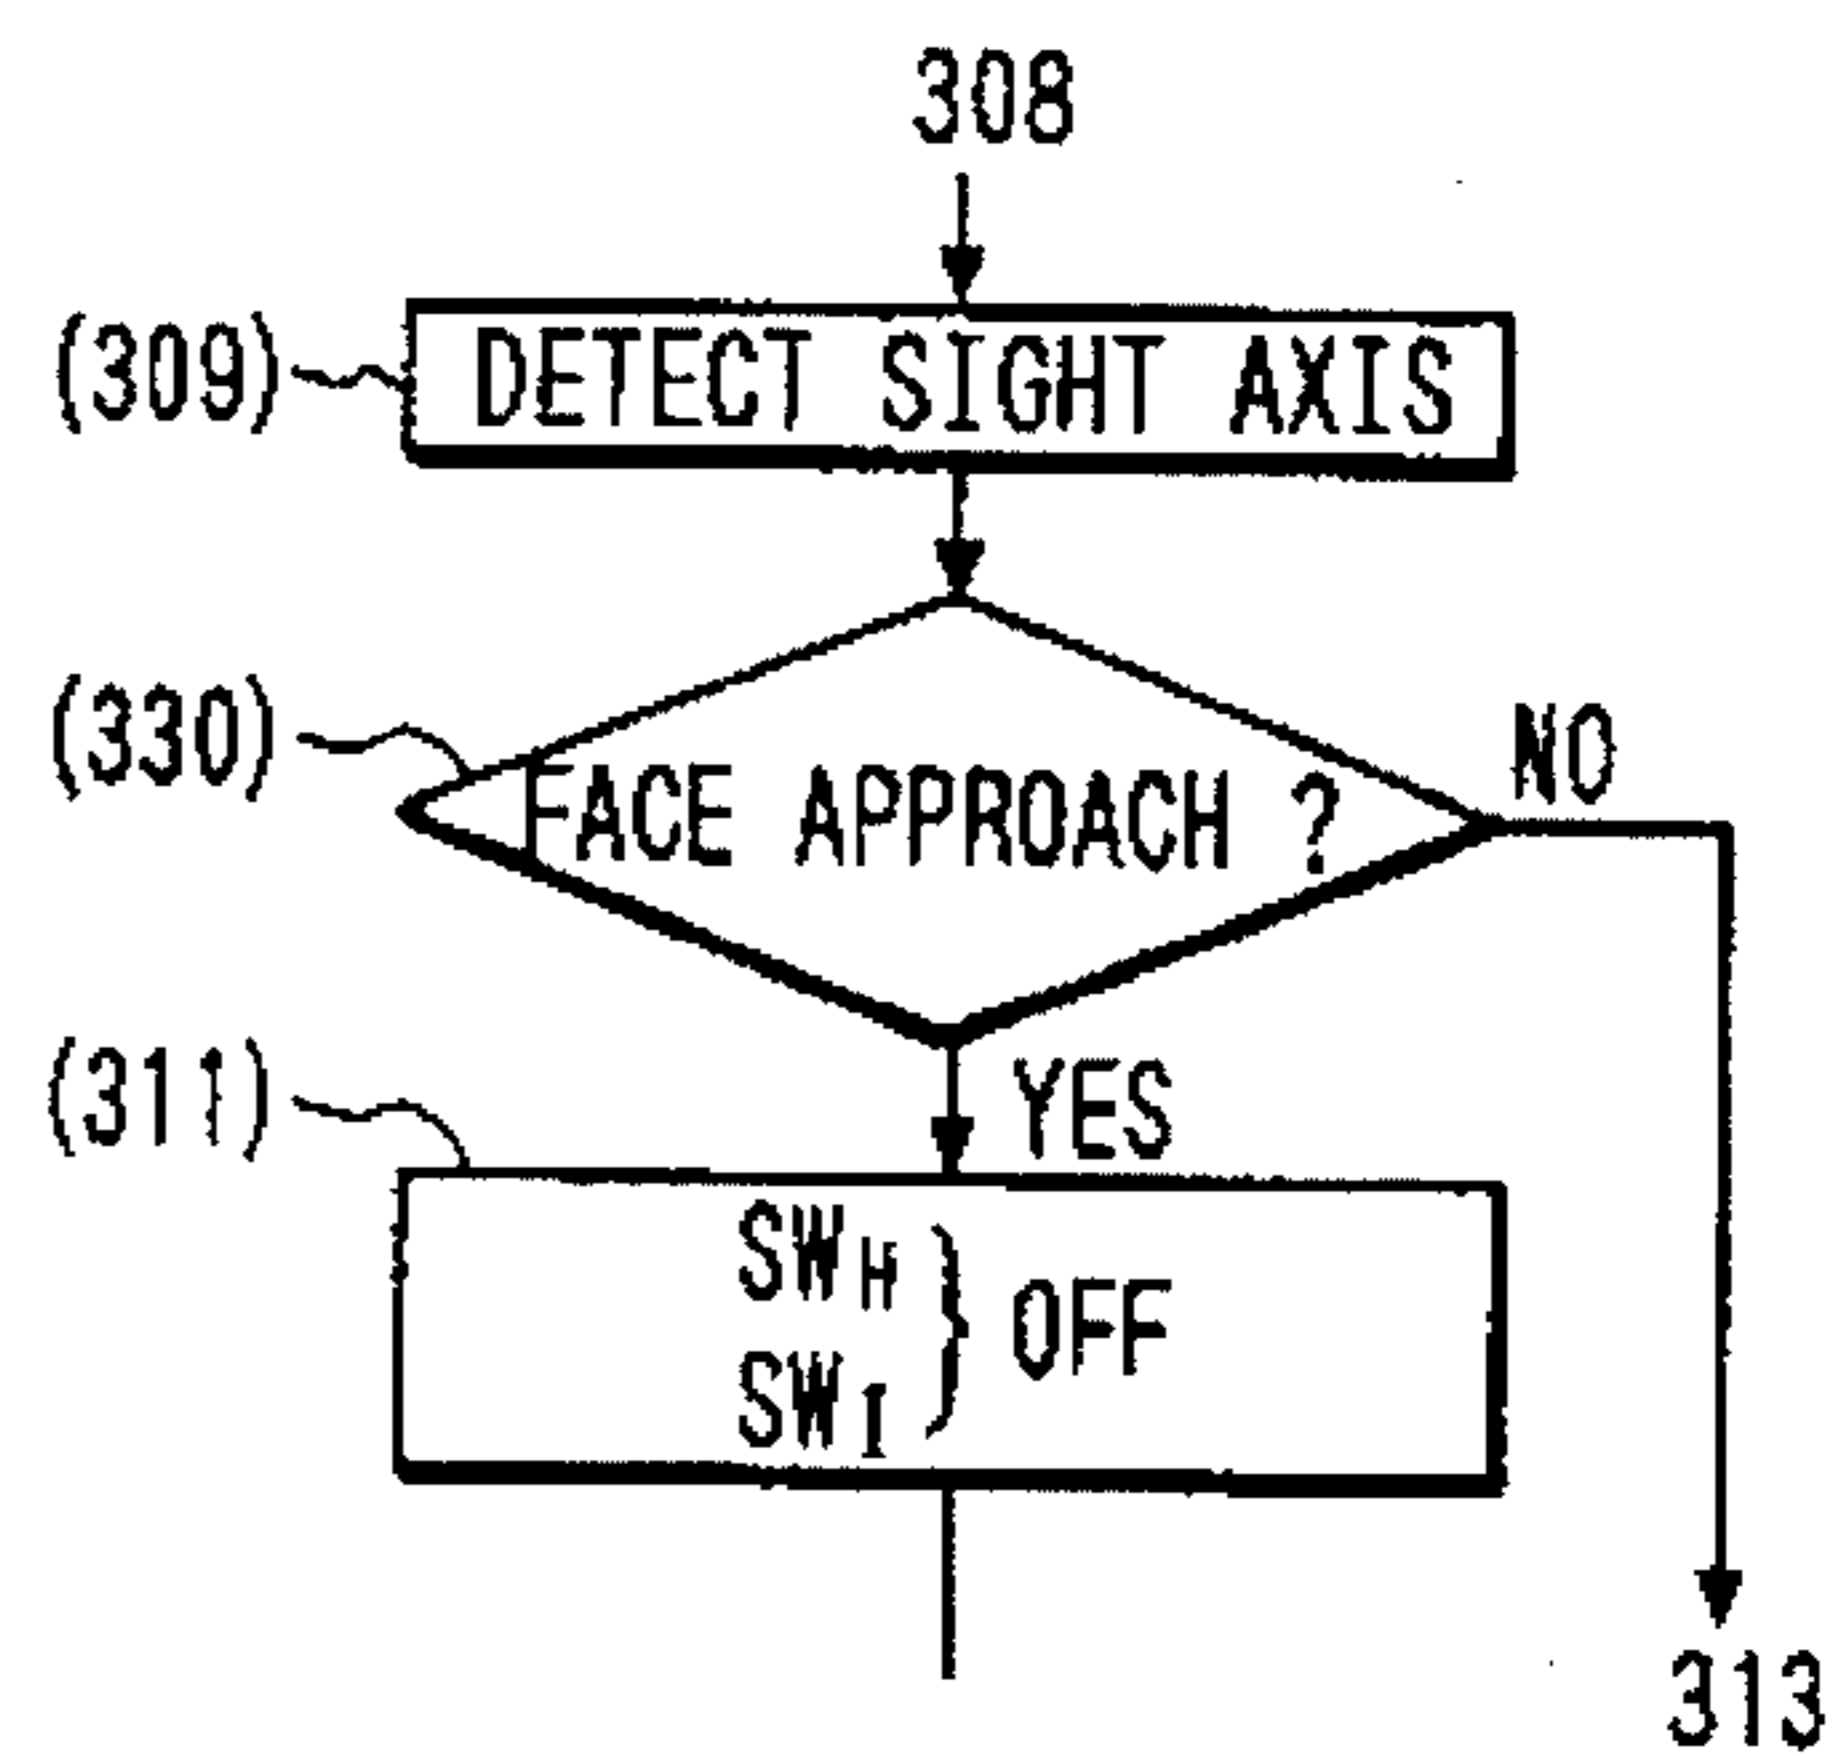 308
(309) DETECT SIGHT AXIS
(330) FACE APPROACH ? NO
YES
(311)
SWH
SWI
OFF
313